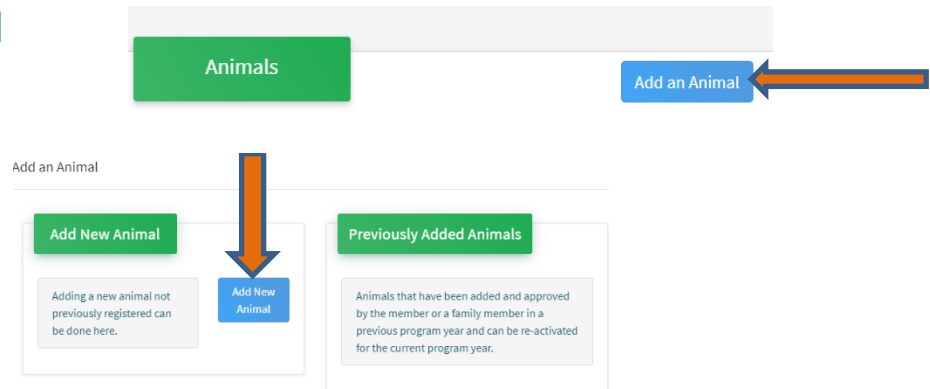 Animals
Add an Animal
Add an Animal
Add New Animal
Adding a new animal not
previously registered can
be done here.
Add New
Animal
Previously Added Animals
Animals that have been added and approved
by the member or a family member in a
previous program year and can be re-activated
for the current program year.